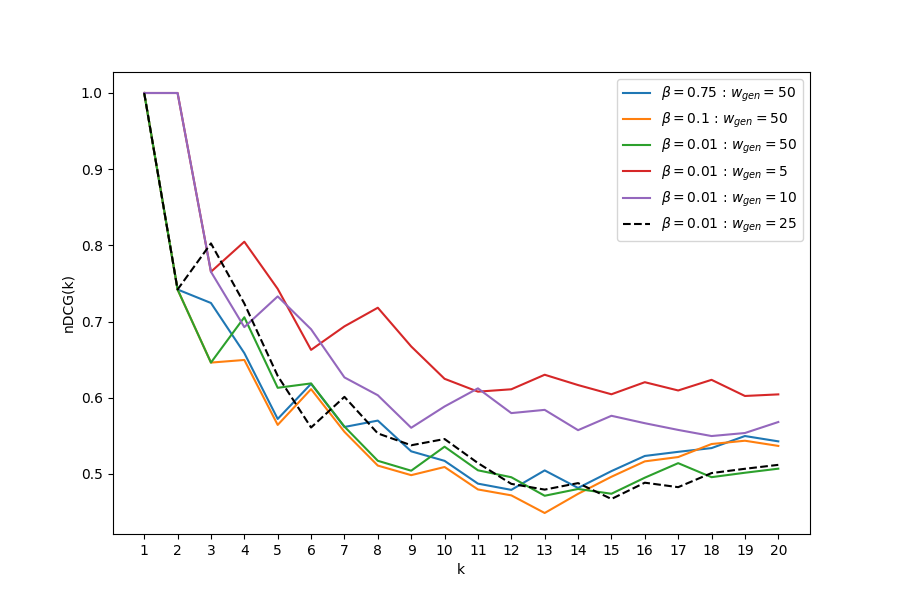 1.0
0.9
0.8
0.7
0.6
0.5
nDCG(k)
β = 0.75 : w_gen = 50
β = 0.1 : w_gen = 50
β = 0.01 : w_gen = 50
β = 0.01 : w_gen = 5
β = 0.01 : w_gen = 10
β = 0.01 : w_gen = 25
1 2 3 4 5 6 7 8 9 10 11 12 13 14 15 16 17 18 19 20
k